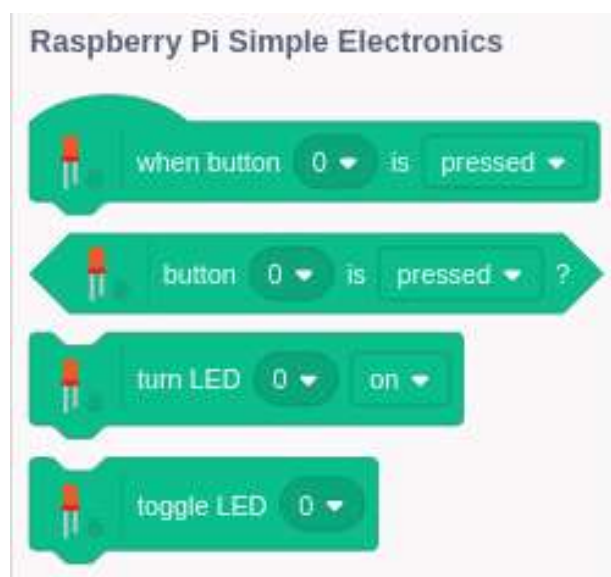 Raspberry Pi Simple Electronics
when button 0 is pressed
button 0 is pressed ?
turn LED 0 on
toggle LED 0